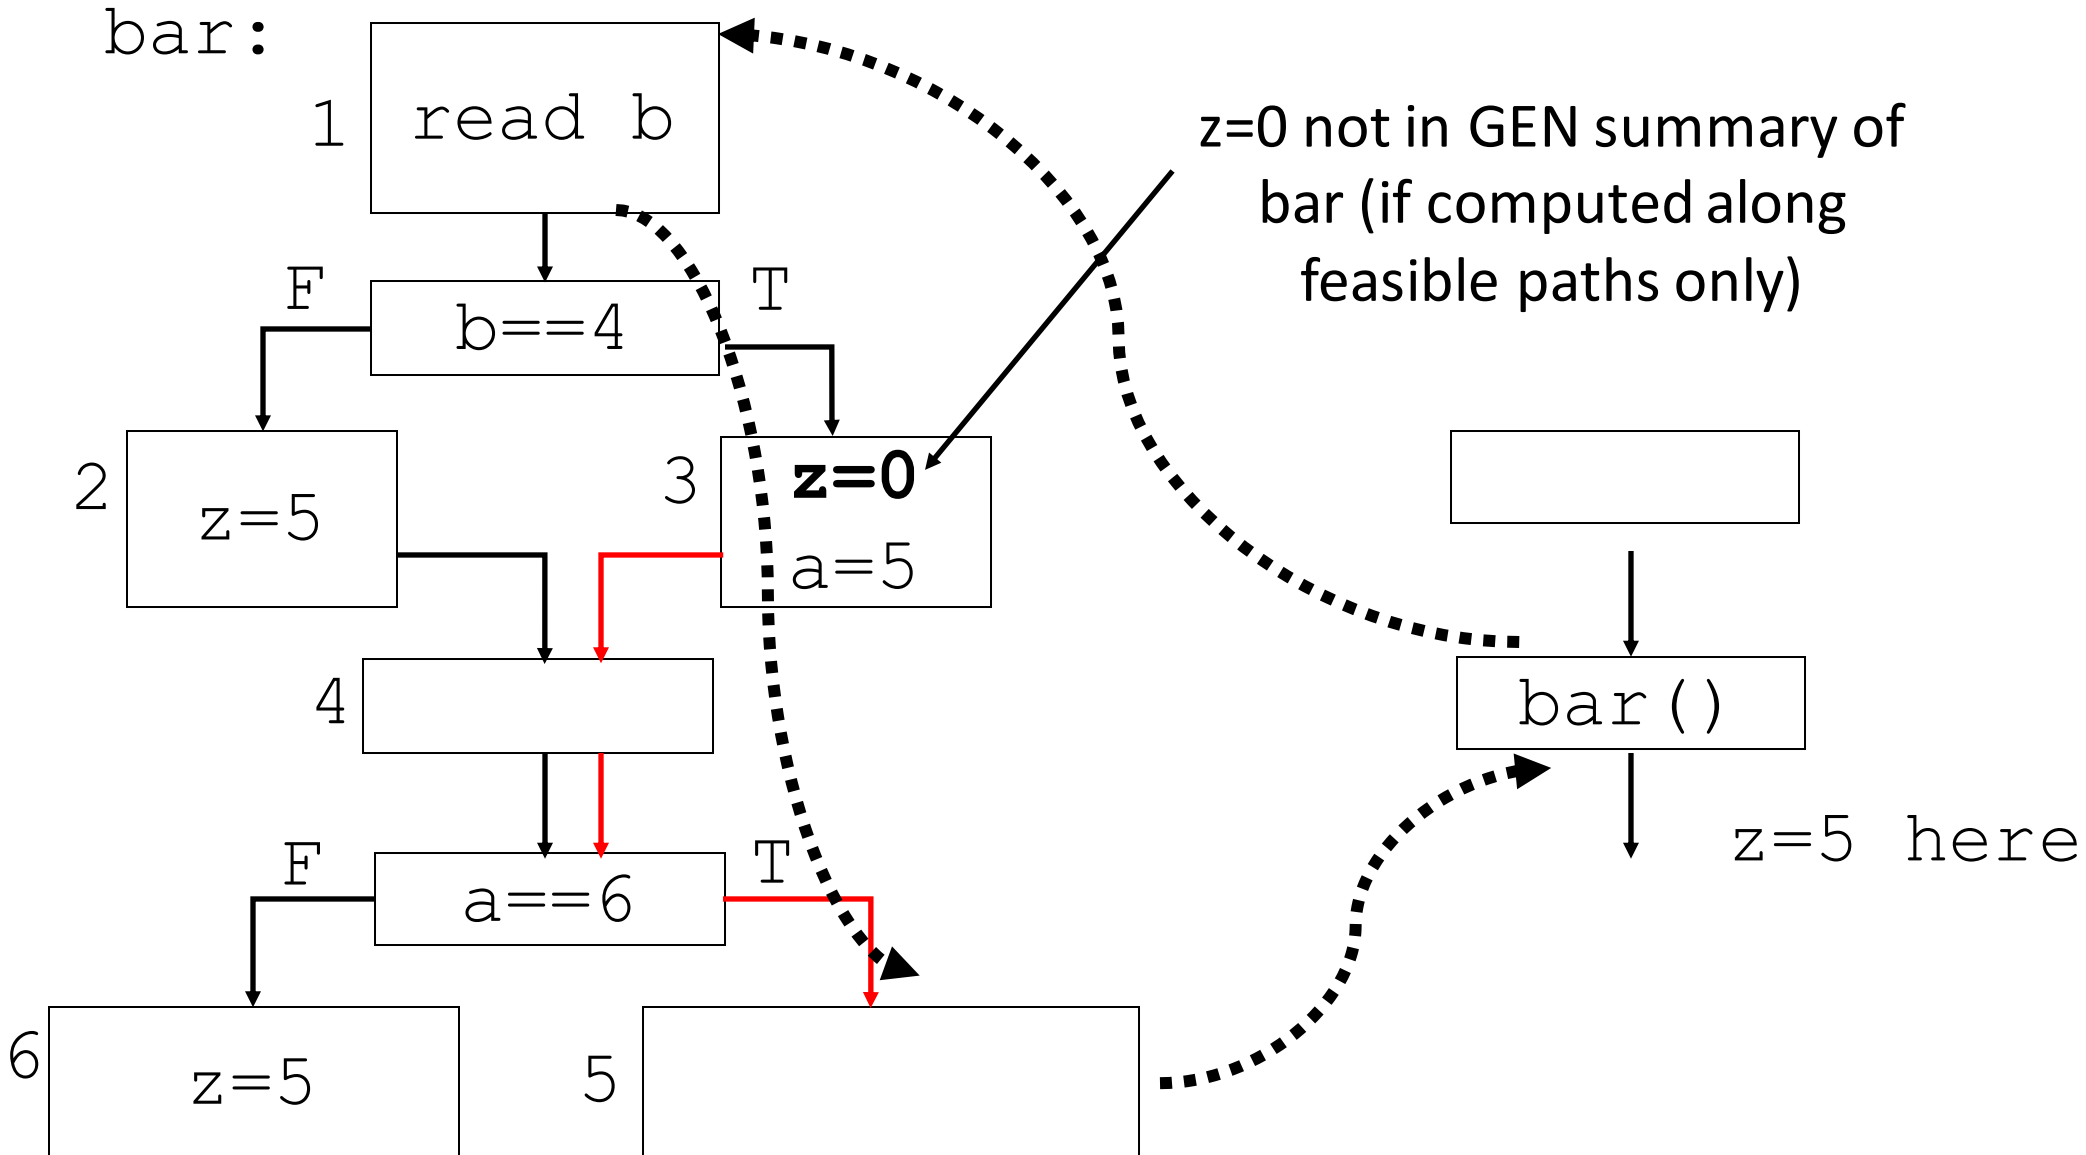 bar:
1
read b
z=0 not in GEN summary of
bar (if computed along
feasible paths only)
F
T
b==4
2
z=5
3
z=0
a=5
4
bar()
z=5 here
F
T
a==6
6
z=5
5